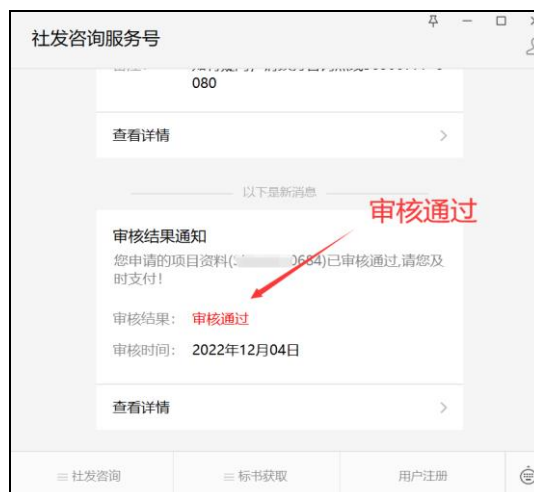 社发咨询服务号
080
查看详情
以下是新消息
审核通过
审核结果通知
您申请的项目资料(0684)已审核通过,请您及
时支付!
审核结果: 审核通过
审核时间: 2022年12月04日
查看详情
社发咨询
标书获取
用户注册